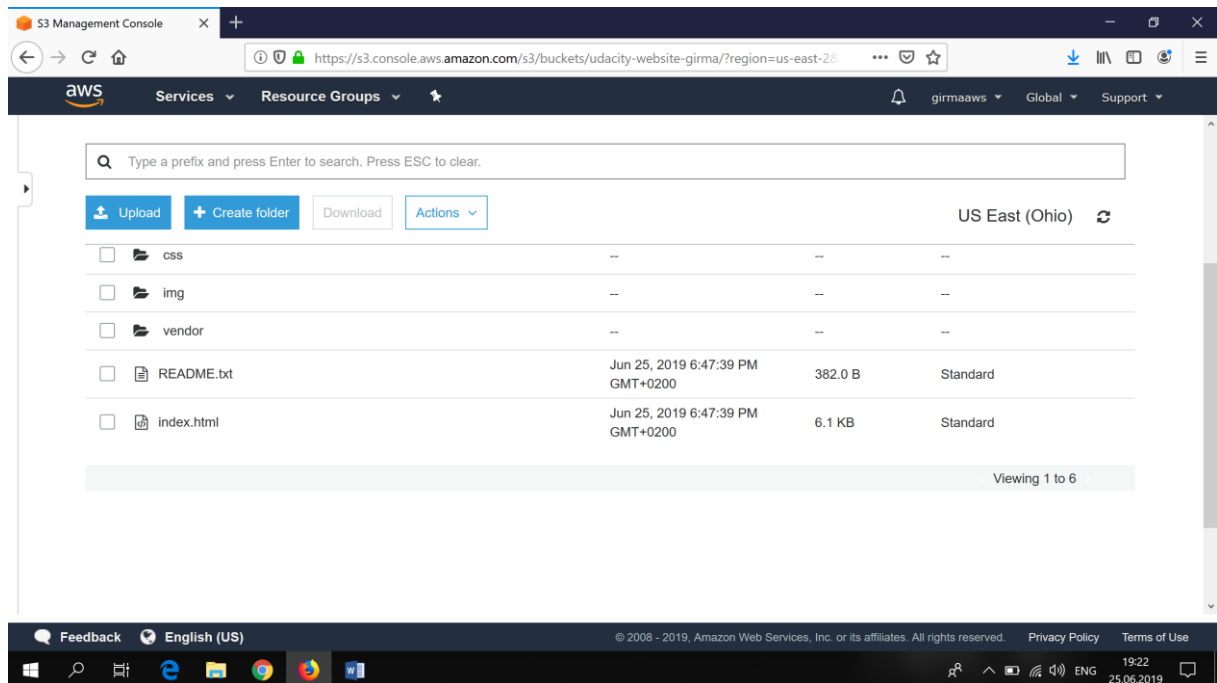 S3 Management Console
https://s3.console.aws.amazon.com/s3/buckets/udacity-website-girma/?region=us-east-2&
aws Services Resource Groups girmaaws Global Support
Type a prefix and press Enter to search. Press ESC to clear.
Upload Create folder Download Actions US East (Ohio)
css -- -- --
img -- -- --
vendor -- -- --
README.txt Jun 25, 2019 6:47:39 PM GMT+0200 382.0 B Standard
index.html Jun 25, 2019 6:47:39 PM GMT+0200 6.1 KB Standard
Viewing 1 to 6
Feedback English (US) © 2008 - 2019, Amazon Web Services, Inc. or its affiliates. All rights reserved. Privacy Policy Terms of Use
ENG 19:22
25.06.2019